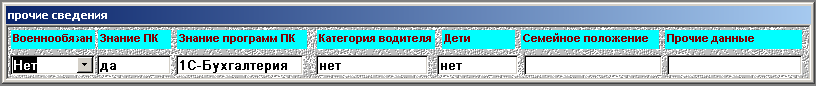 прочие сведения
Военнообязан Знание ПК Знание программ ПК Категория водителя Дети Семейное положение Прочие данные
Нет да 1С-Бухгалтерия нет нет